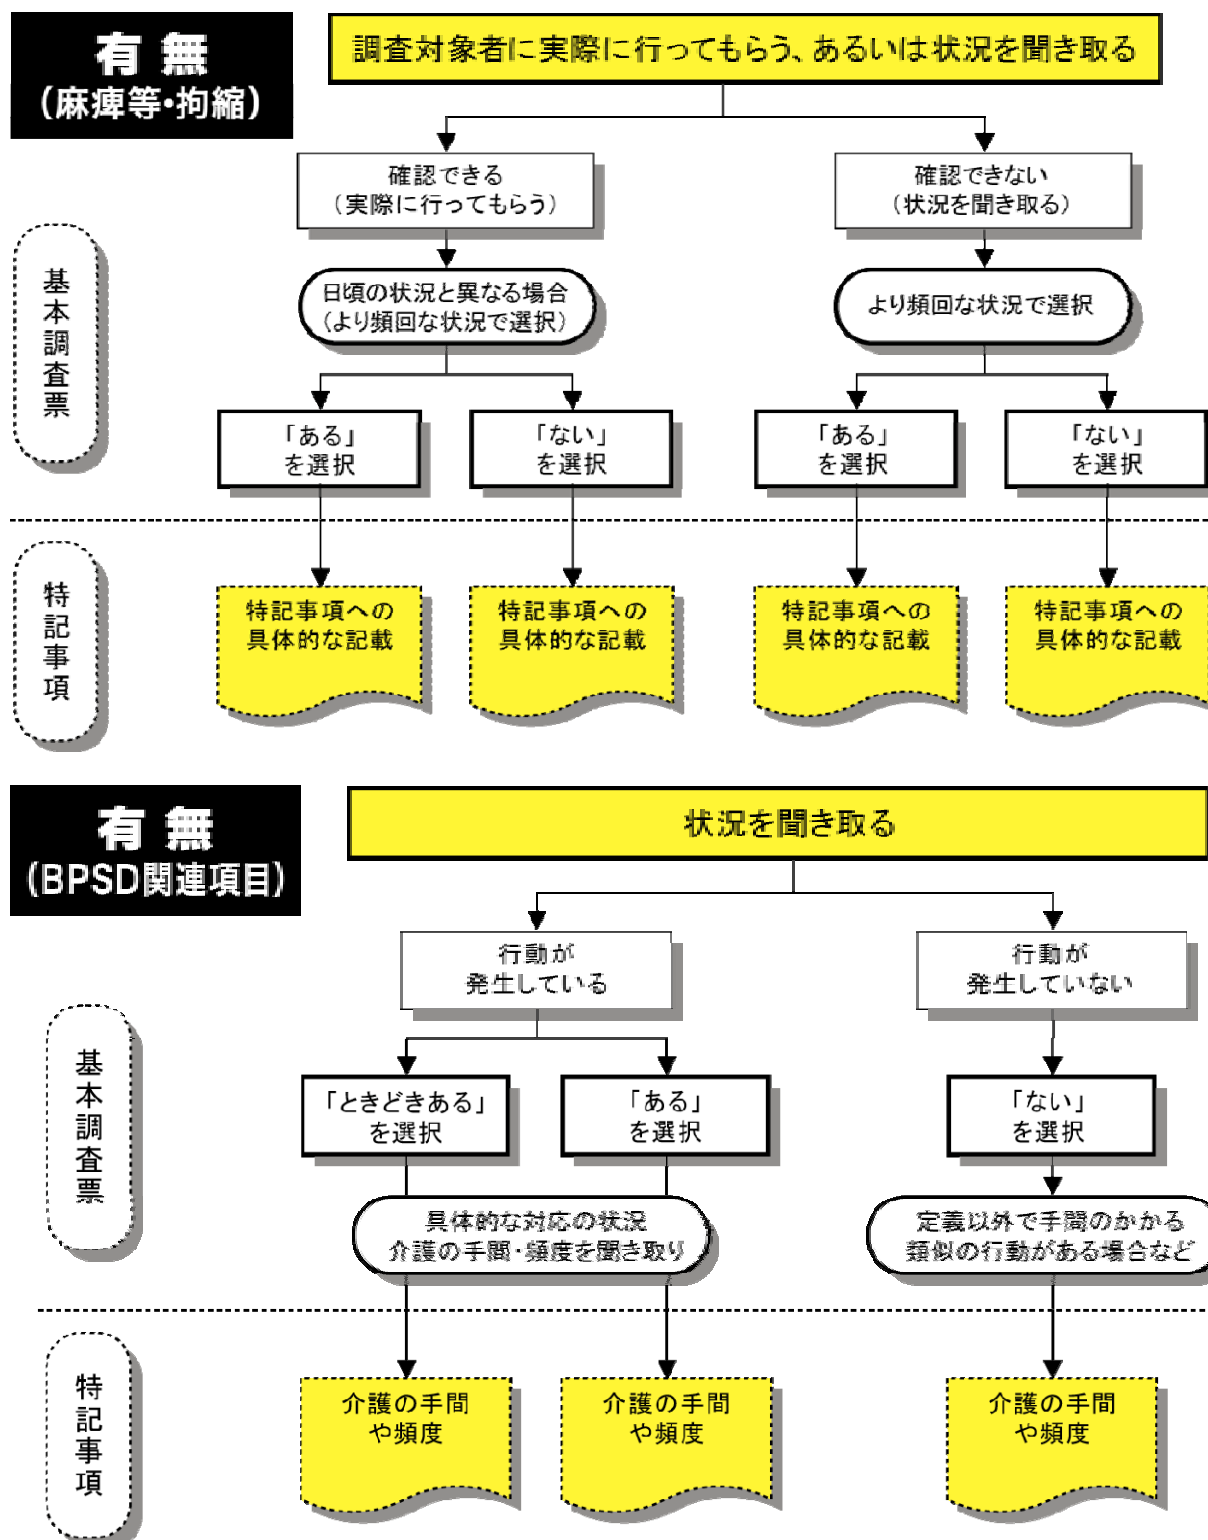 有無
（麻痺等・拘縮）
調査対象者に実際に行ってもらう、あるいは状況を聞き取る
確認できる
（実際に行ってもらう）
確認できない
（状況を聞き取る）
基本調査票
日頃の状況と異なる場合
（より頻回な状況で選択）
より頻回な状況で選択
「ある」
を選択
「ない」
を選択
「ある」
を選択
「ない」
を選択
特記事項
特記事項への
具体的な記載
特記事項への
具体的な記載
特記事項への
具体的な記載
特記事項への
具体的な記載
有無
（BPSD関連項目）
状況を聞き取る
行動が
発生している
行動が
発生していない
基本調査票
「ときどきある」
を選択
「ある」
を選択
「ない」
を選択
具体的な対応の状況
介護の手間・頻度を聞き取り
定義以外で手間のかかる
類似の行動がある場合など
特記事項
介護の手間
や頻度
介護の手間
や頻度
介護の手間
や頻度